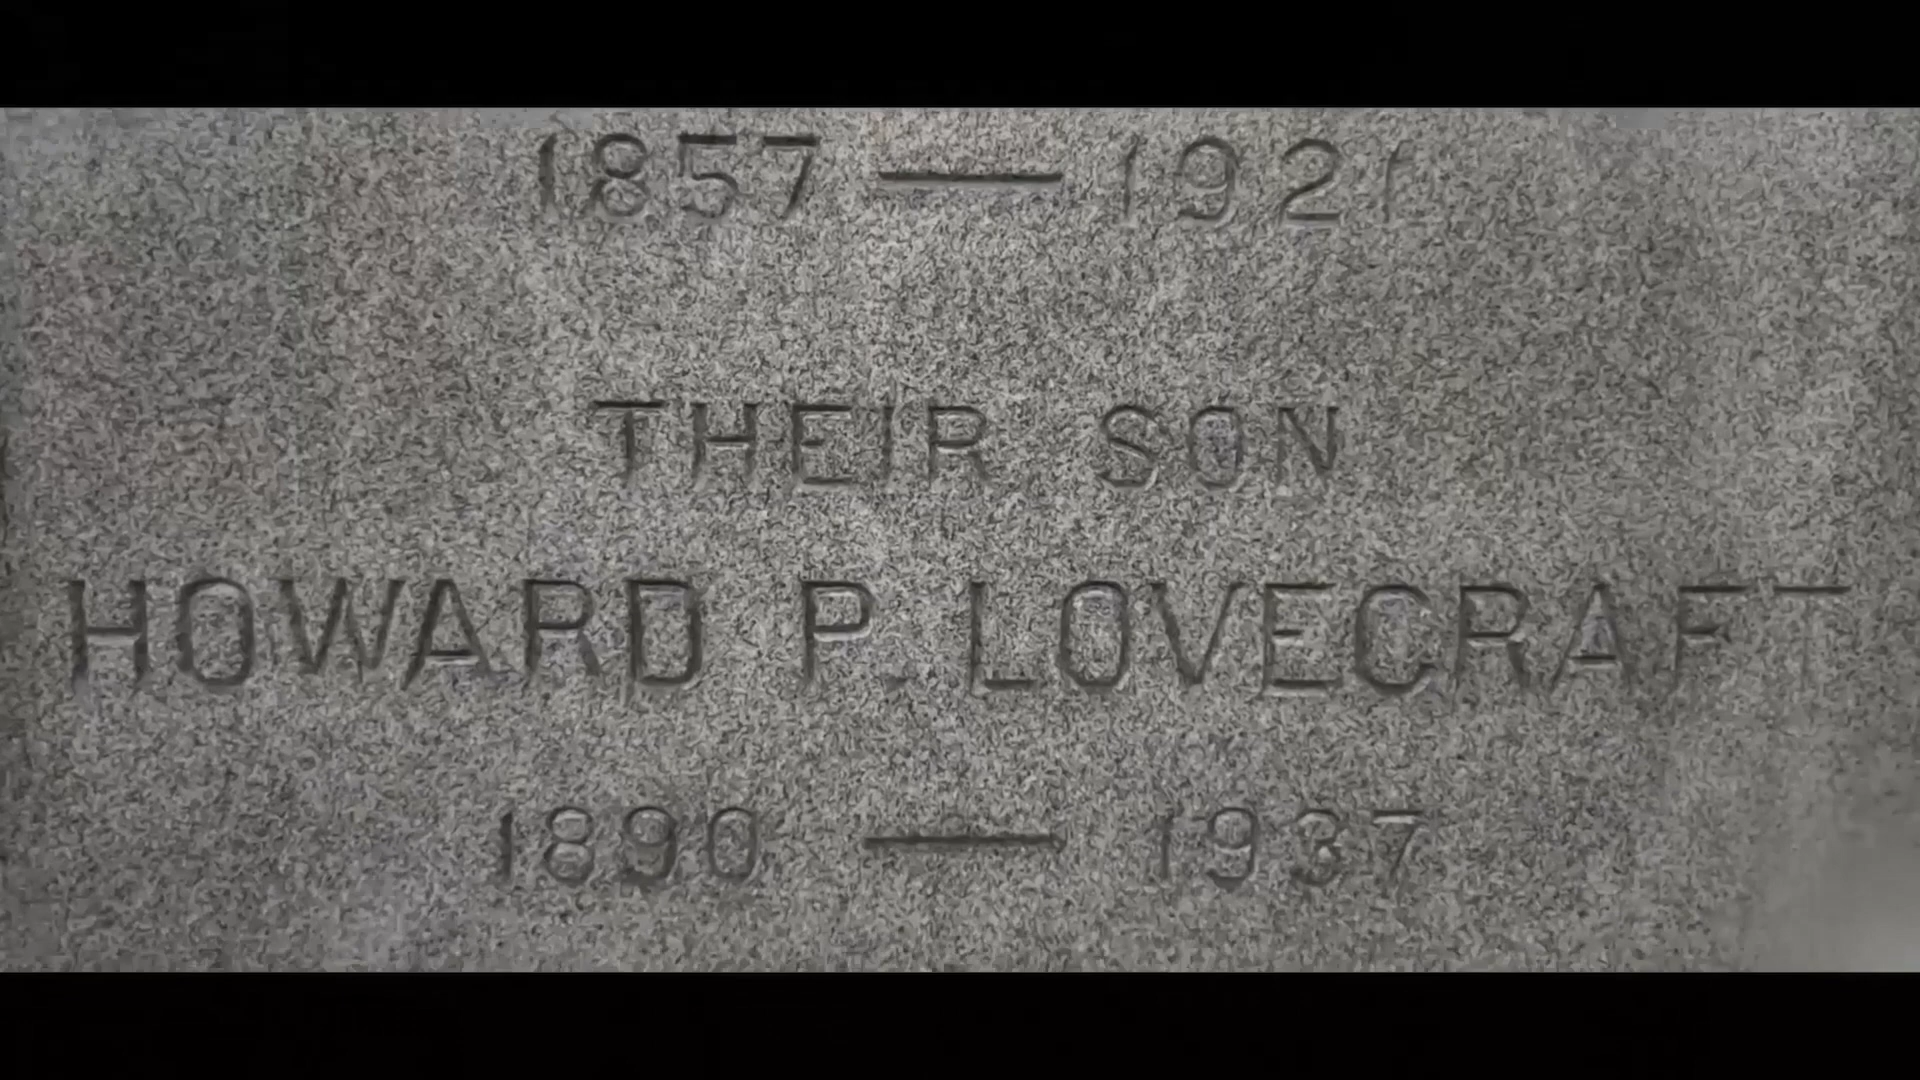 1857 — 1921
THEIR SON
HOWARD P. LOVECRAFT
1890 — 1937